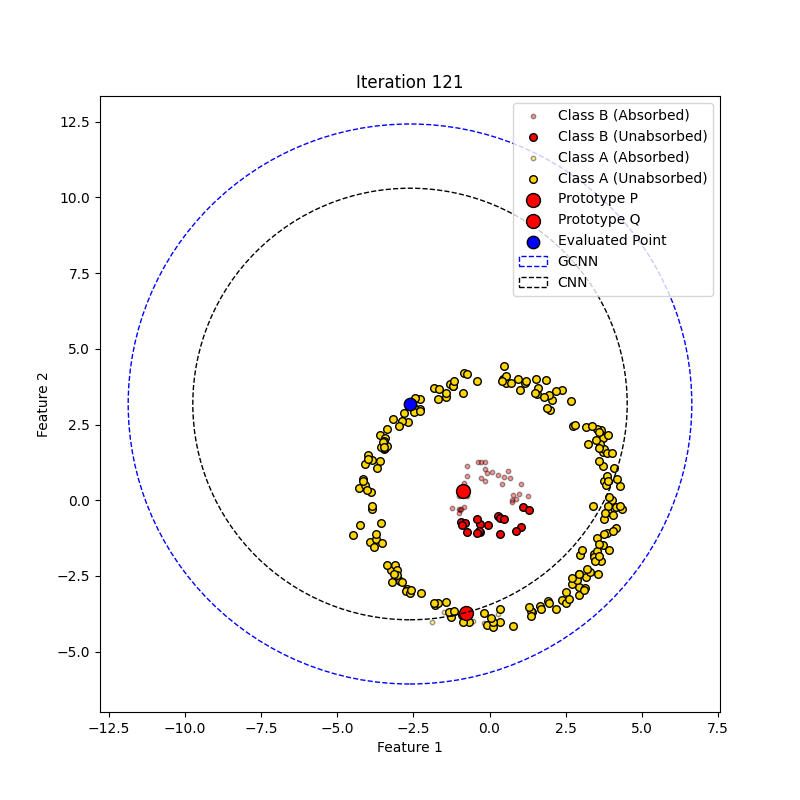 Iteration 121
Class B (Absorbed)
Class B (Unabsorbed)
Class A (Absorbed)
Class A (Unabsorbed)
Prototype P
Prototype Q
Evaluated Point
GCNN
CNN
12.5
10.0
7.5
5.0
2.5
0.0
−2.5
−5.0
Feature 2
−12.5 −10.0 −7.5 −5.0 −2.5 0.0 2.5 5.0 7.5
Feature 1